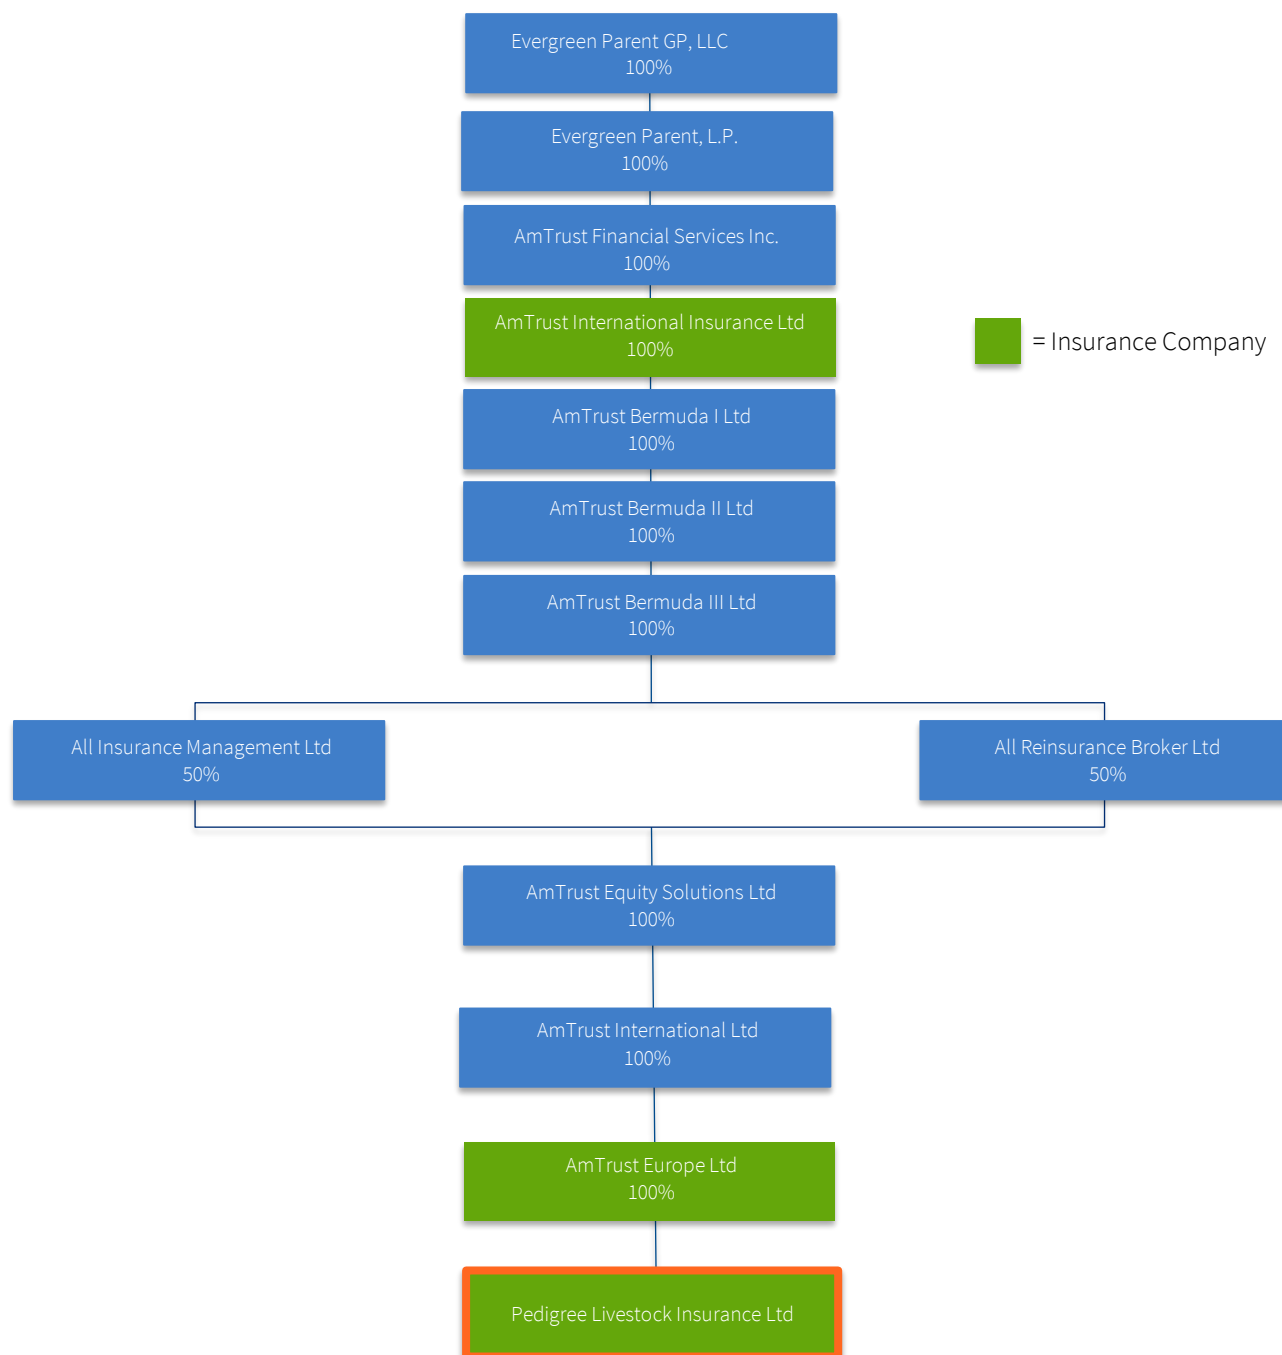 Evergreen Parent GP, LLC
100%
Evergreen Parent, L.P.
100%
AmTrust Financial Services Inc.
100%
AmTrust International Insurance Ltd
100%
= Insurance Company
AmTrust Bermuda I Ltd
100%
AmTrust Bermuda II Ltd
100%
AmTrust Bermuda III Ltd
100%
All Insurance Management Ltd
50%
All Reinsurance Broker Ltd
50%
AmTrust Equity Solutions Ltd
100%
AmTrust International Ltd
100%
AmTrust Europe Ltd
100%
Pedigree Livestock Insurance Ltd